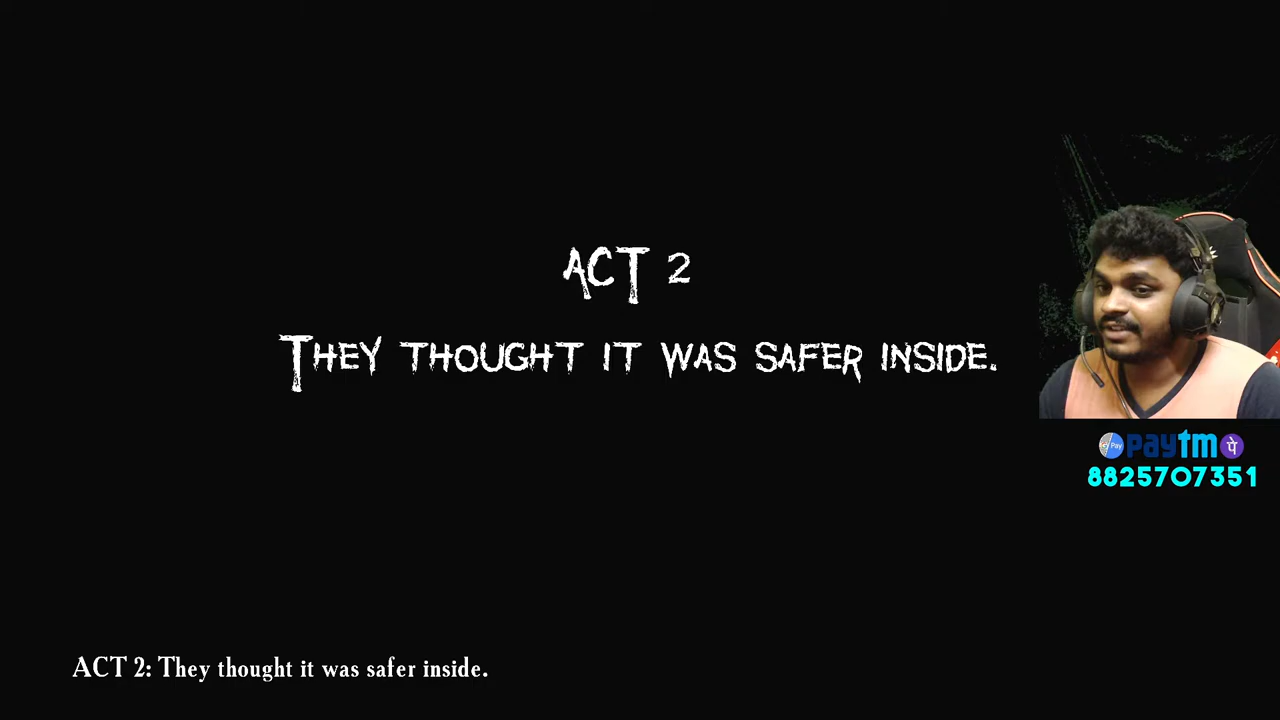 ACT 2
They thought it was safer inside.
paytm पे
8825707351
ACT 2: They thought it was safer inside.